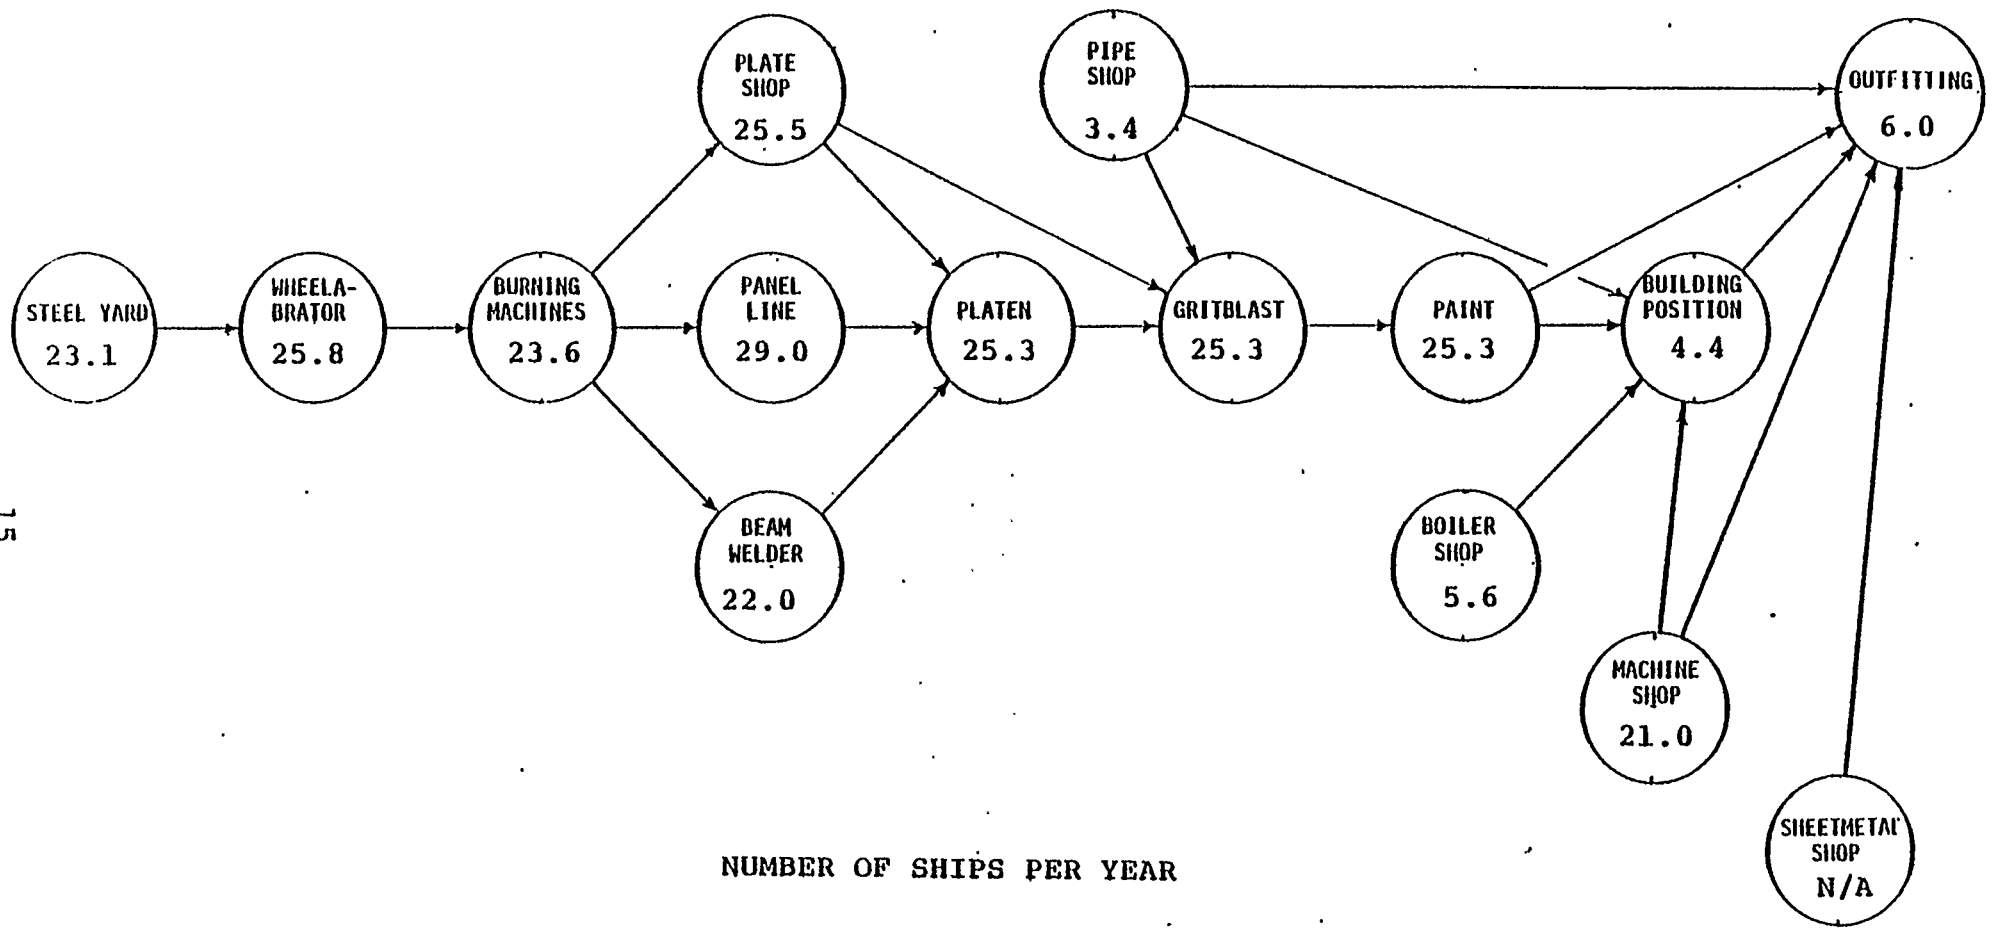 PLATE
SHOP
25.5
PIPE
SHOP
3.4
OUTFITTING
6.0
STEEL YARD
23.1
WHEELA-
BRATOR
25.8
BURNING
MACHINES
23.6
PANEL
LINE
29.0
PLATEN
25.3
GRITBLAST
25.3
PAINT
25.3
BUILDING
POSITION
4.4
BEAM
WELDER
22.0
BOILER
SHOP
5.6
MACHINE
SHOP
21.0
SHEETMETAL
SHOP
N/A
NUMBER OF SHIPS PER YEAR
15